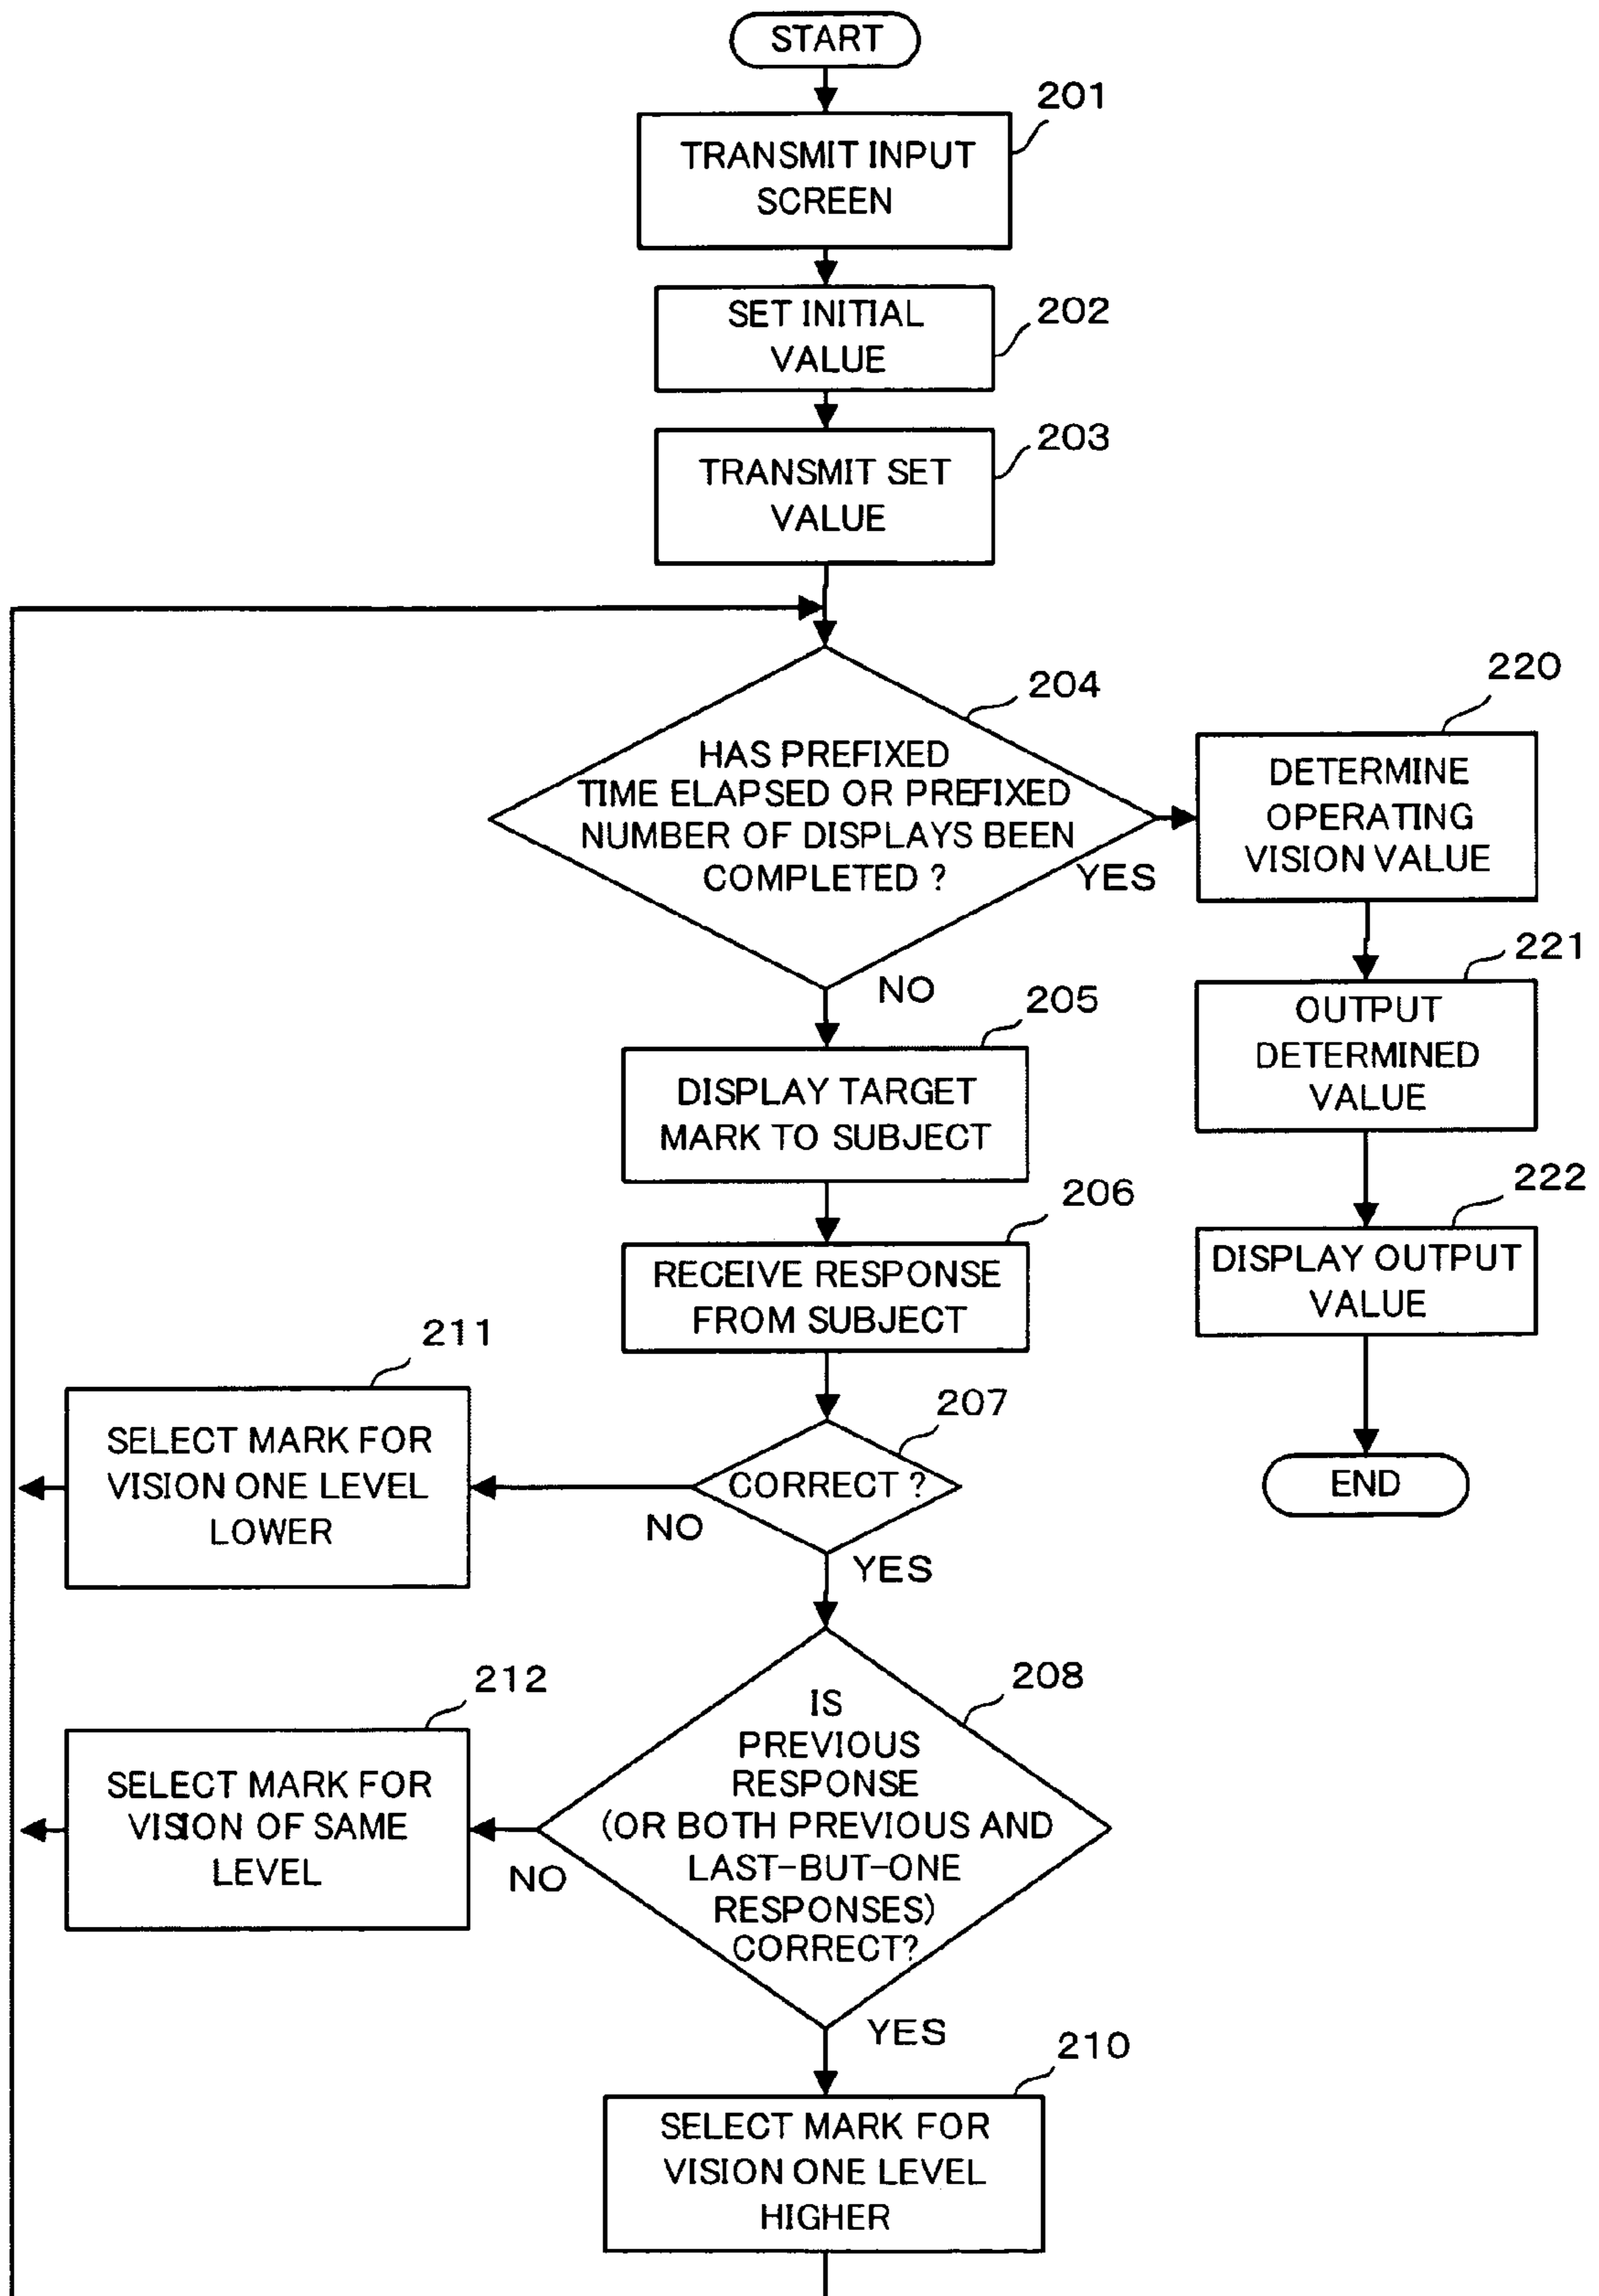 START
201
TRANSMIT INPUT
SCREEN
202
SET INITIAL
VALUE
203
TRANSMIT SET
VALUE
204
HAS PREFIXED
TIME ELAPSED OR PREFIXED
NUMBER OF DISPLAYS BEEN
COMPLETED ?
YES
NO
220
DETERMINE
OPERATING
VISION VALUE
221
OUTPUT
DETERMINED
VALUE
222
DISPLAY OUTPUT
VALUE
END
205
DISPLAY TARGET
MARK TO SUBJECT
206
RECEIVE RESPONSE
FROM SUBJECT
207
CORRECT ?
NO
YES
211
SELECT MARK FOR
VISION ONE LEVEL
LOWER
208
IS
PREVIOUS
RESPONSE
(OR BOTH PREVIOUS AND
LAST-BUT-ONE
RESPONSES)
CORRECT?
NO
YES
212
SELECT MARK FOR
VISION OF SAME
LEVEL
210
SELECT MARK FOR
VISION ONE LEVEL
HIGHER